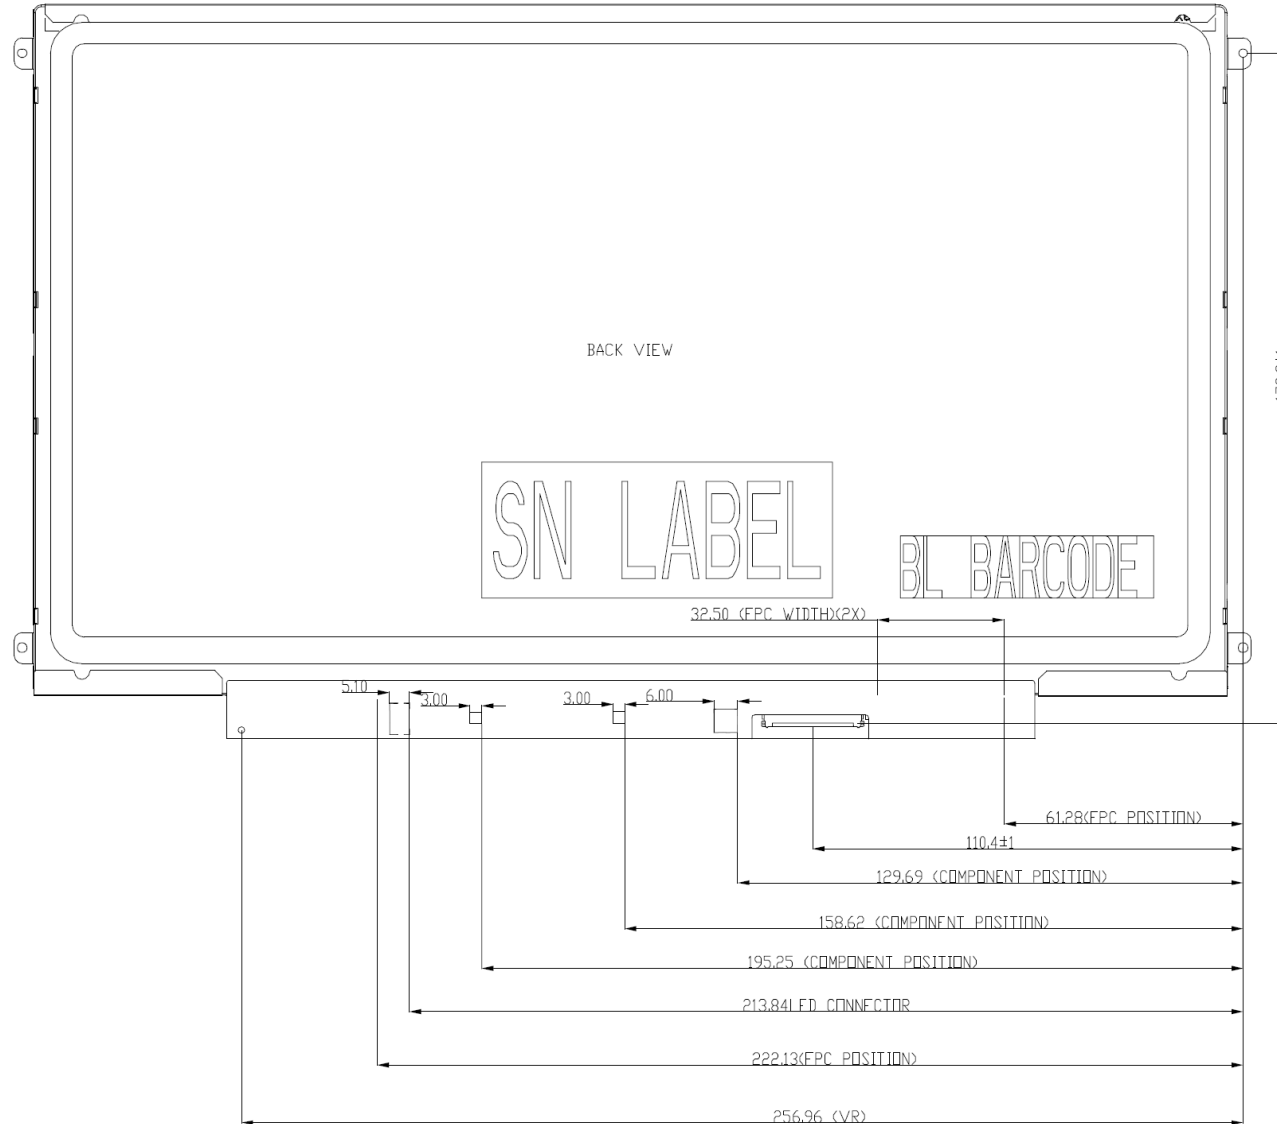 BACK VIEW
SN LABEL
BL BARCODE
32.50 (FPC WIDTH)(2X)
5.10
3.00
3.00
6.00
61.28(FPC POSITION)
110.4±1
129.69 (COMPONENT POSITION)
158.62 (COMPONENT POSITION)
195.25 (COMPONENT POSITION)
213.84LED CONNECTOR
222.13(FPC POSITION)
256.96 (VR)